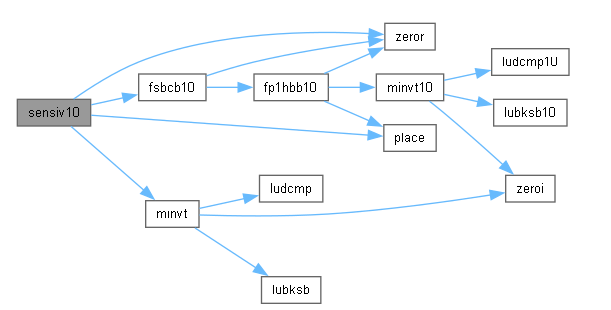 zeror
ludcmp10
fsbcb10
fp1hbb10
minvt10
sensiv10
lubksb10
place
ludcmp
zeroi
minvt
lubksb